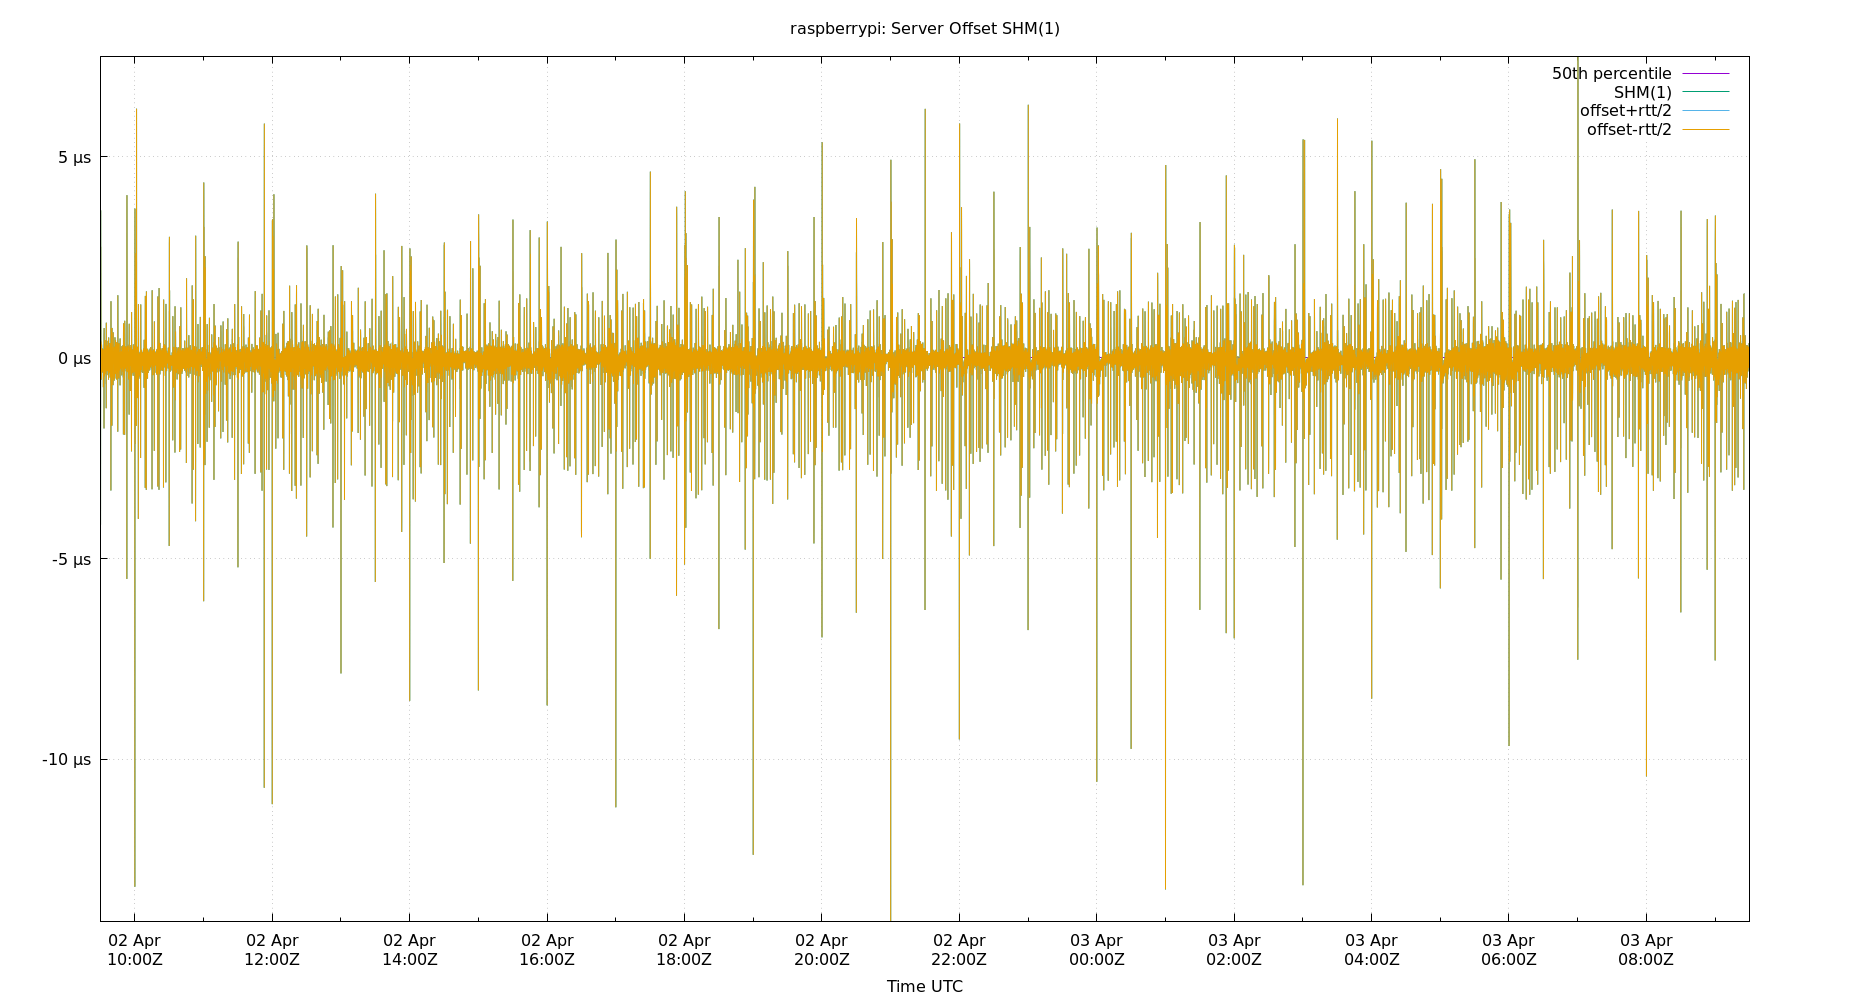 raspberrypi: Server Offset SHM(1)
50th percentile
SHM(1)
offset+rtt/2
offset-rtt/2
5 µs
0 µs
-5 µs
-10 µs
02 Apr 02 Apr 02 Apr 02 Apr 02 Apr 02 Apr 02 Apr 03 Apr 03 Apr 03 Apr 03 Apr 03 Apr
10:00Z 12:00Z 14:00Z 16:00Z 18:00Z 20:00Z 22:00Z 00:00Z 02:00Z 04:00Z 06:00Z 08:00Z
Time UTC